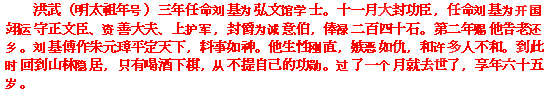 洪武（明太祖年号）三年任命刘基为弘文馆学士。十一月大封功臣，任命刘基为开国
翊运守正文臣、资善大夫、上护军，封爵为诚意伯，俸禄二百四十石。第二年赐他告老还
乡。刘基傅作朱元璋平定天下，料事如神。他生性刚直，嫉恶如仇，和许多人不和。到此
时回到山林隐居，只有喝酒下棋，从不提自己的功勋。过了一个月就去世了，享年六十五
岁。